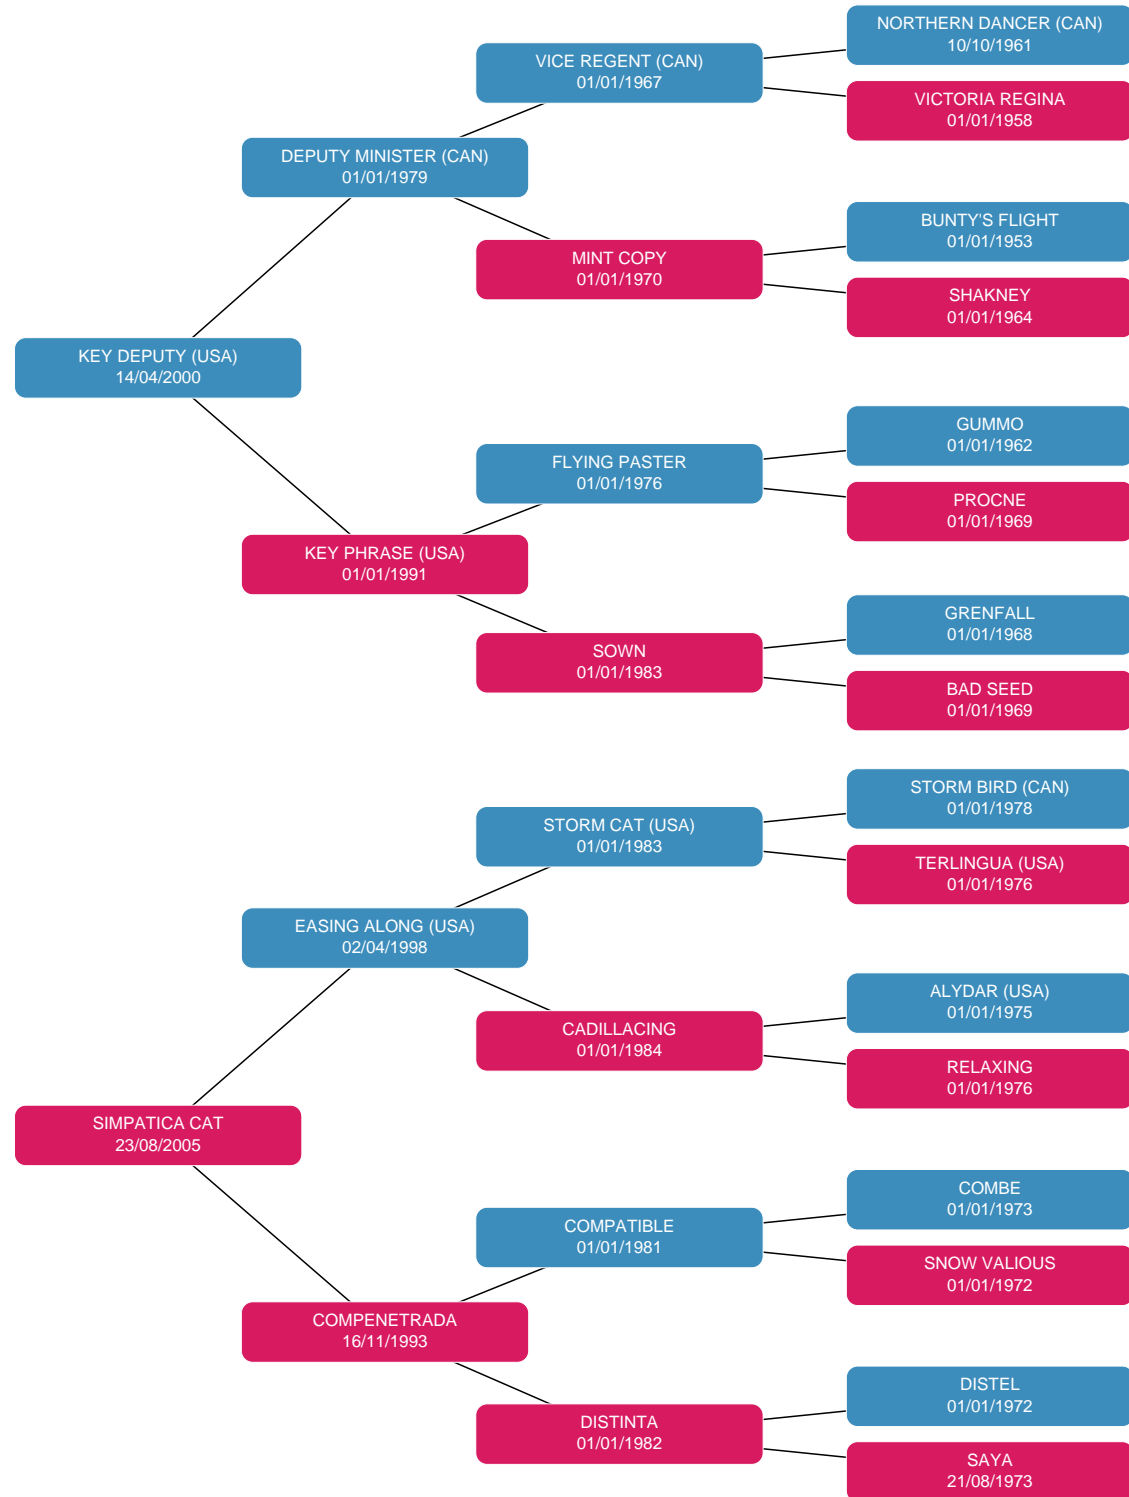 NORTHERN DANCER (CAN)
10/10/1961
VICE REGENT (CAN)
01/01/1967
VICTORIA REGINA
01/01/1958
DEPUTY MINISTER (CAN)
01/01/1979
BUNTY'S FLIGHT
01/01/1953
MINT COPY
01/01/1970
SHAKNEY
01/01/1964
KEY DEPUTY (USA)
14/04/2000
GUMMO
01/01/1962
FLYING PASTER
01/01/1976
PROCNE
01/01/1969
KEY PHRASE (USA)
01/01/1991
GRENFALL
01/01/1968
SOWN
01/01/1983
BAD SEED
01/01/1969
STORM BIRD (CAN)
01/01/1978
STORM CAT (USA)
01/01/1983
TERLINGUA (USA)
01/01/1976
EASING ALONG (USA)
02/04/1998
ALYDAR (USA)
01/01/1975
CADILLACING
01/01/1984
RELAXING
01/01/1976
SIMPATICA CAT
23/08/2005
COMBE
01/01/1973
COMPATIBLE
01/01/1981
SNOW VALIOUS
01/01/1972
COMPENETRADA
16/11/1993
DISTEL
01/01/1972
DISTINTA
01/01/1982
SAYA
21/08/1973